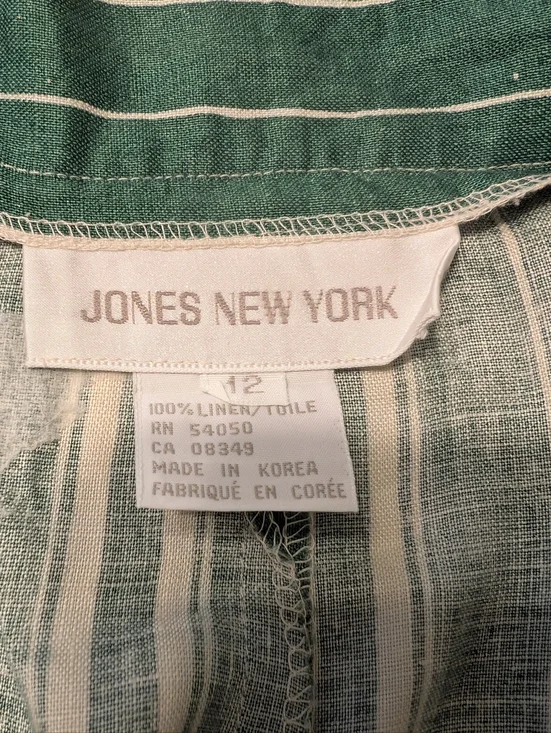 JONES NEW YORK
12
100% LINEN/TOILE
RN 54050
CA 08349
MADE IN KOREA
FABRIQUÉ EN CORÉE